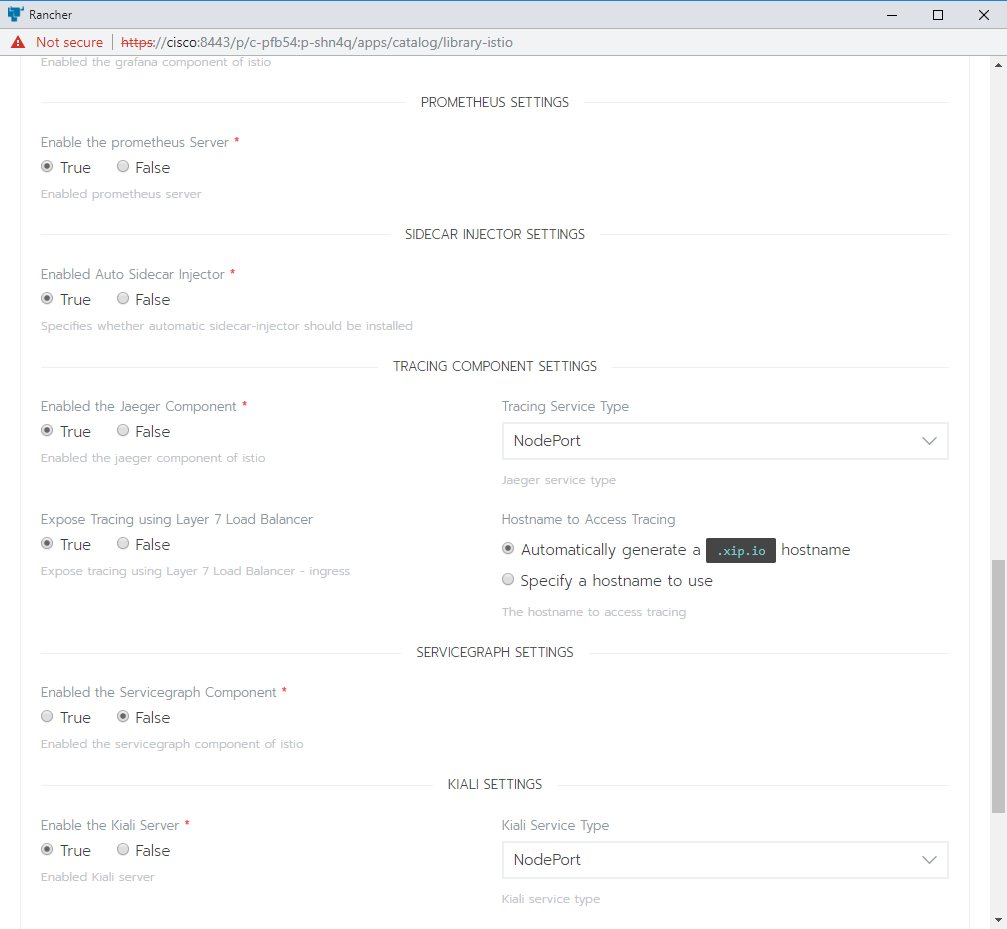 Rancher
Not secure https://cisco:8443/p/c-pfb54:p-shn4q/apps/catalog/library-istio
Enabled the grafana component of istio
PROMETHEUS SETTINGS
Enable the prometheus Server *
True False
Enabled prometheus server
SIDECAR INJECTOR SETTINGS
Enabled Auto Sidecar Injector *
True False
Specifies whether automatic sidecar-injector should be installed
TRACING COMPONENT SETTINGS
Enabled the Jaeger Component *
True False
Enabled the jaeger component of istio
Tracing Service Type
NodePort
Jaeger service type
Expose Tracing using Layer 7 Load Balancer
True False
Expose tracing using Layer 7 Load Balancer - ingress
Hostname to Access Tracing
Automatically generate a .xip.io hostname
Specify a hostname to use
The hostname to access tracing
SERVICEGRAPH SETTINGS
Enabled the Servicegraph Component *
True False
Enabled the servicegraph component of istio
KIALI SETTINGS
Enable the Kiali Server *
True False
Enabled Kiali server
Kiali Service Type
NodePort
Kiali service type